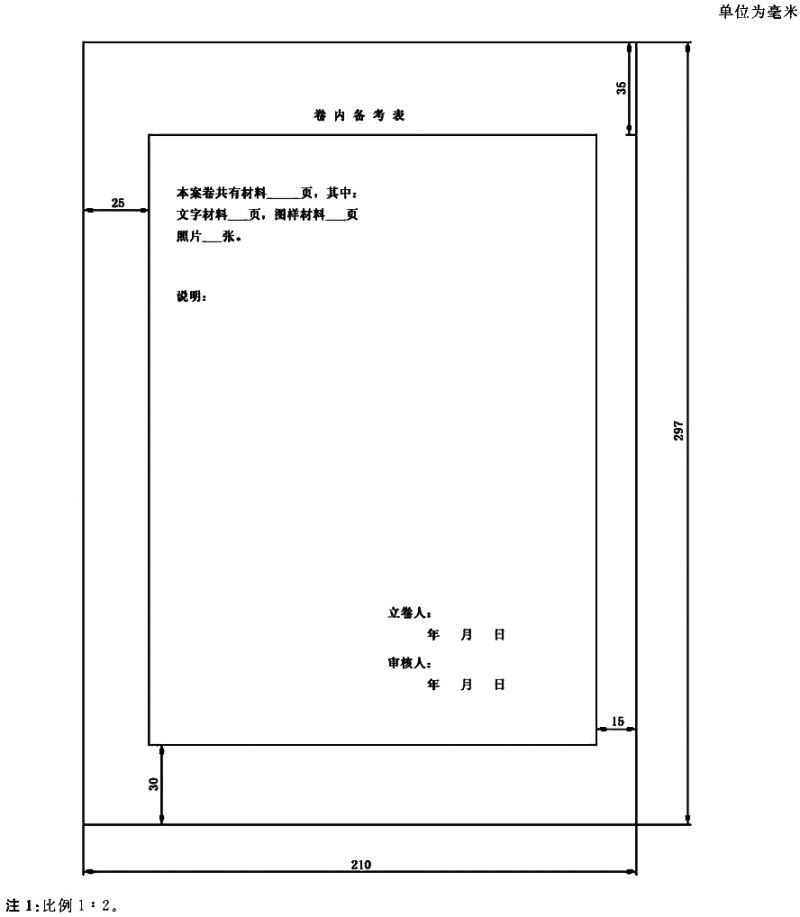 单位为毫米
35
卷内备考表
本案卷共有材料_____页，其中：
25
文字材料___页，图样材料___页
照片___张。
说明：
297
立卷人：
年 月 日
审核人：
年 月 日
15
30
210
注1：比例1：2。